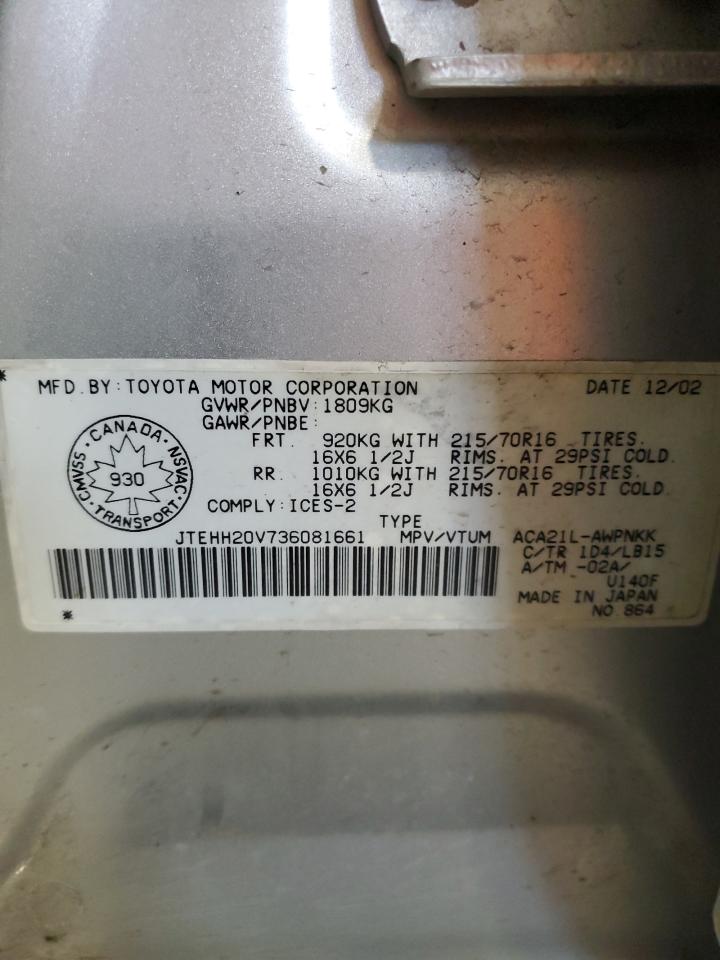 MFD.BY:TOYOTA MOTOR CORPORATION DATE 12/02
GVWR/PNBV:1809KG
GAWR/PNBE:
FRT. 920KG WITH 215/70R16 TIRES.
16X6 1/2J RIMS. AT 29PSI COLD.
RR. 1010KG WITH 215/70R16 TIRES.
16X6 1/2J RIMS. AT 29PSI COLD.
COMPLY:ICES-2
CANADA · NSVAC · TRANSPORT · CMVSS ·
930
TYPE
JTEHH20V736081661 MPV/VTUM ACA21L-AWPNKK
C/TR 1D4/LB15
A/TM -02A/
U140F
MADE IN JAPAN
NO 864